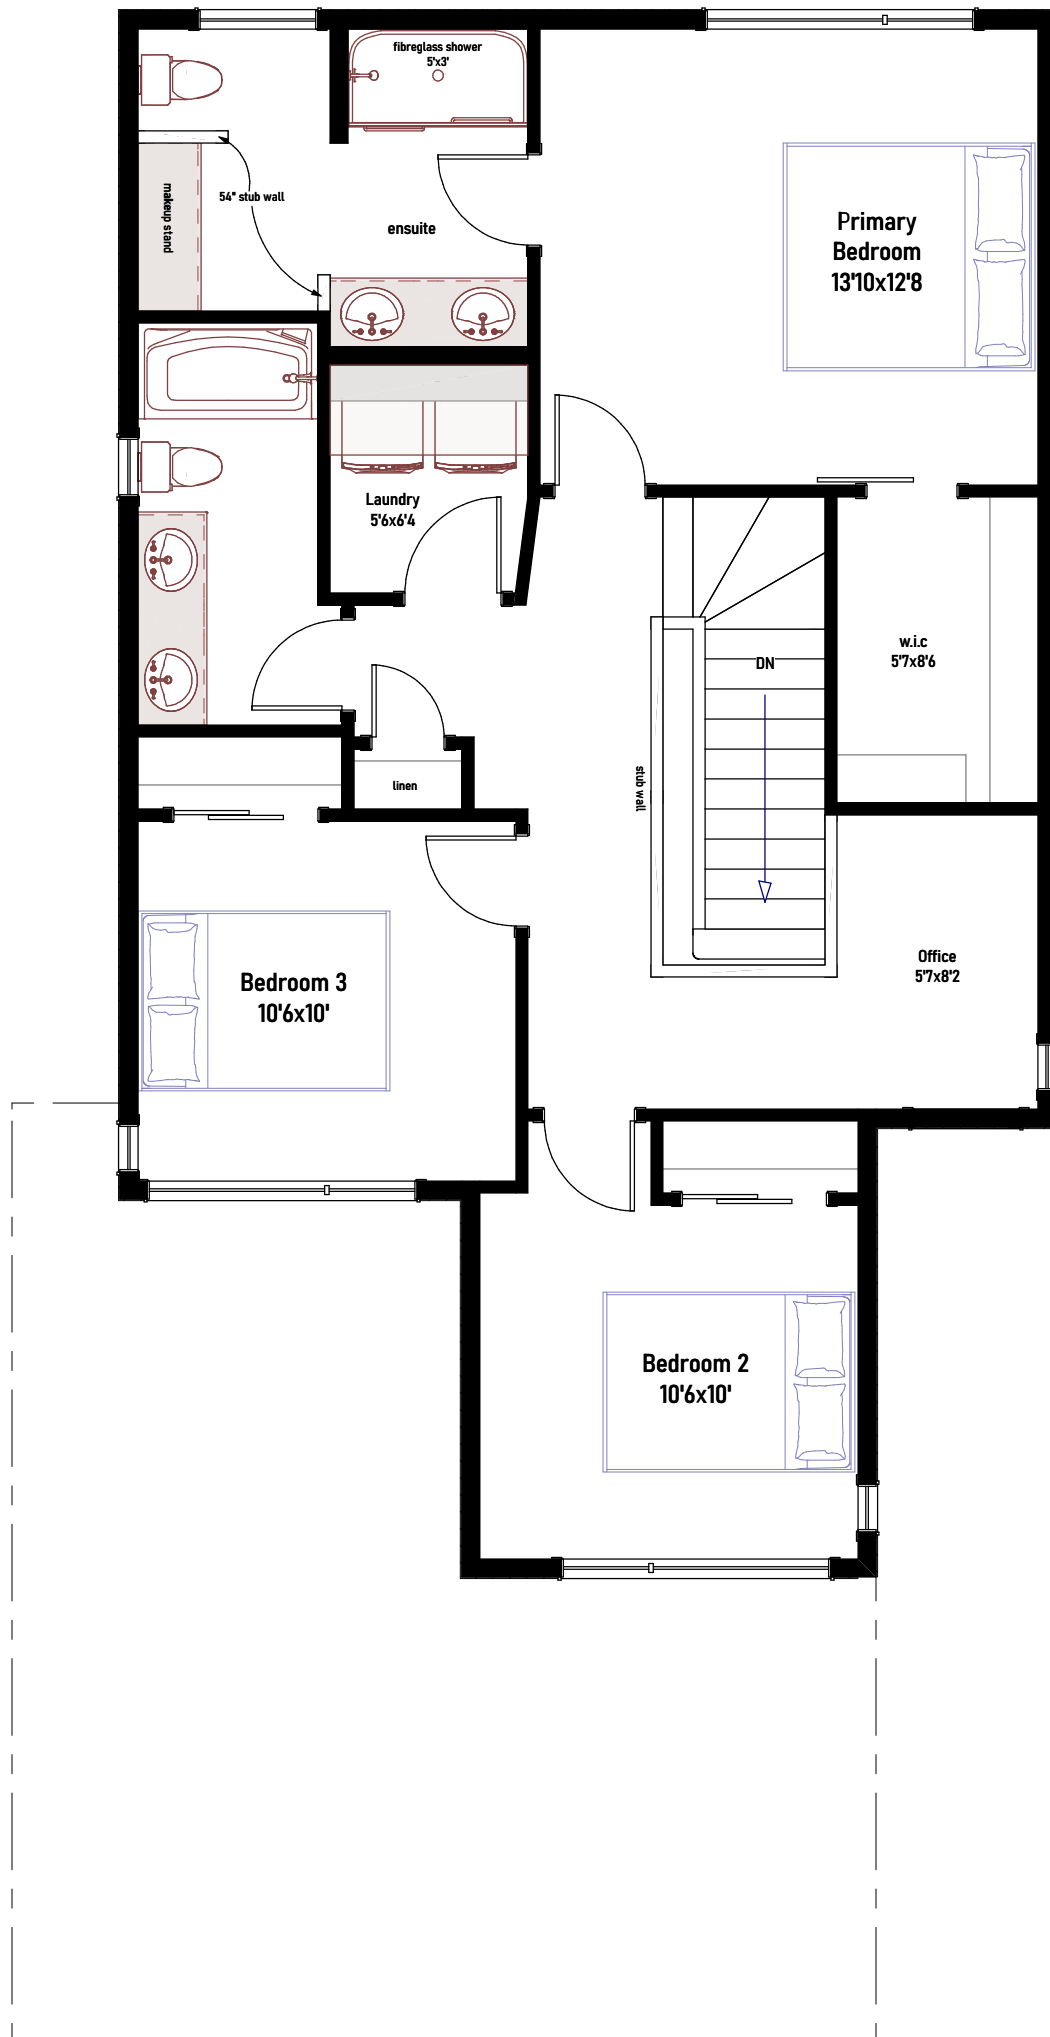 fibreglass shower
5'x3'
makeup stand
54" stub wall
ensuite
Primary
Bedroom
13'10x12'8
Laundry
5'6x6'4
w.i.c
5'7x8'6
DN
stub wall
linen
Office
5'7x8'2
Bedroom 3
10'6x10'
Bedroom 2
10'6x10'